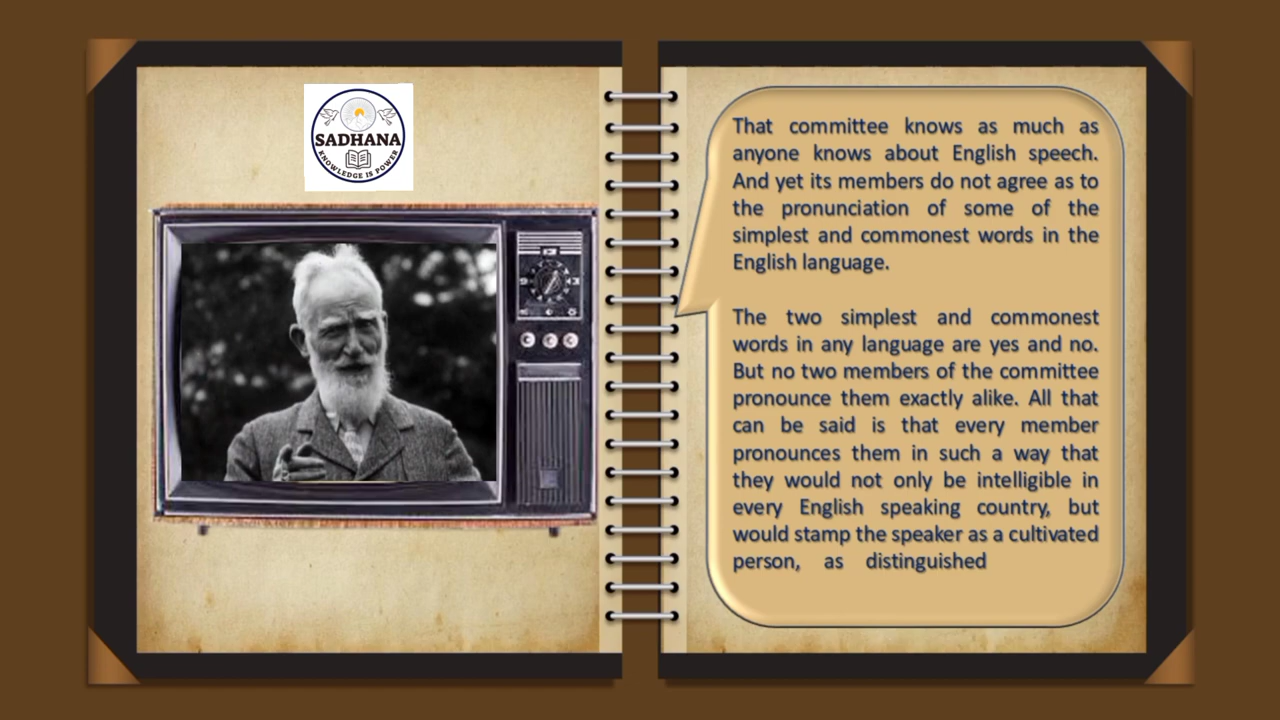 SADHANA
KNOWLEDGE IS POWER
That committee knows as much as
anyone knows about English speech.
And yet its members do not agree as to
the pronunciation of some of the
simplest and commonest words in the
English language.
The two simplest and commonest
words in any language are yes and no.
But no two members of the committee
pronounce them exactly alike. All that
can be said is that every member
pronounces them in such a way that
they would not only be intelligible in
every English speaking country, but
would stamp the speaker as a cultivated
person, as distinguished